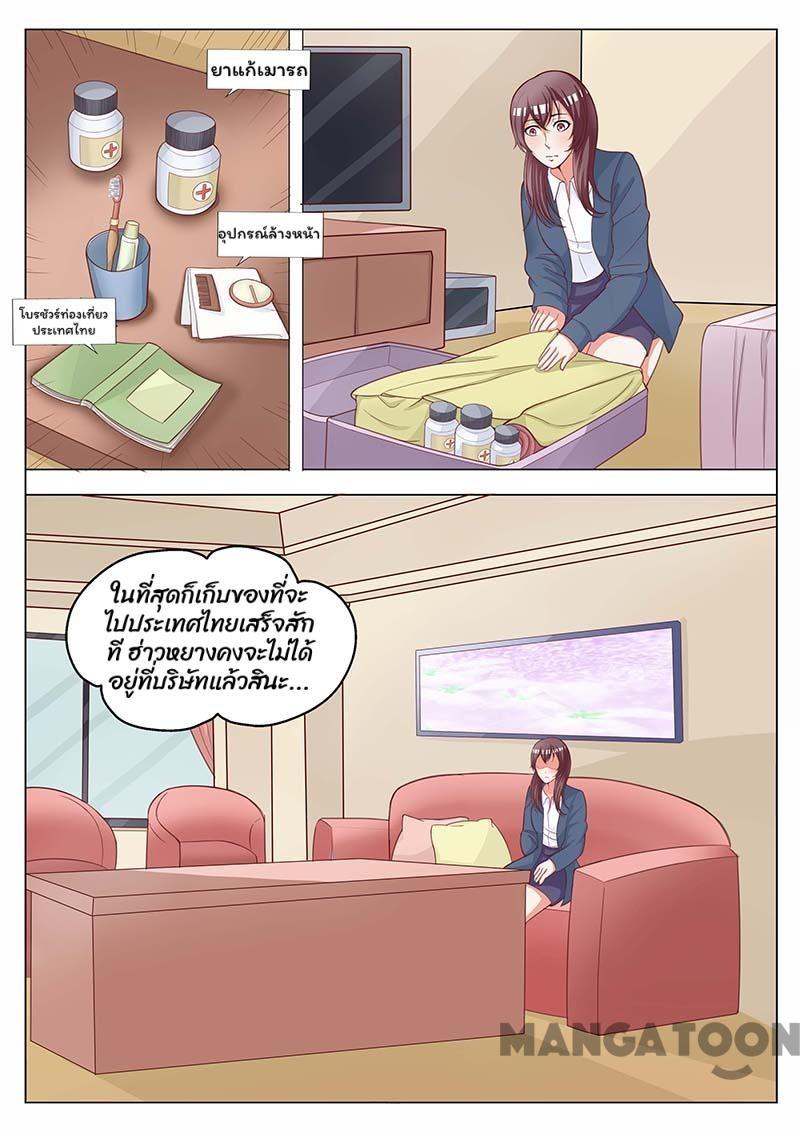 ยาแก้เมารถ
อุปกรณ์ล้างหน้า
โบรชัวร์ท่องเที่ยว
ประเทศไทย
ในที่สุดก็เก็บของที่จะ
ไปประเทศไทยเสร็จสัก
ที ฮ่าวหยางคงจะไม่ได้
อยู่ที่บริษัทแล้วสินะ...
MANGATOON